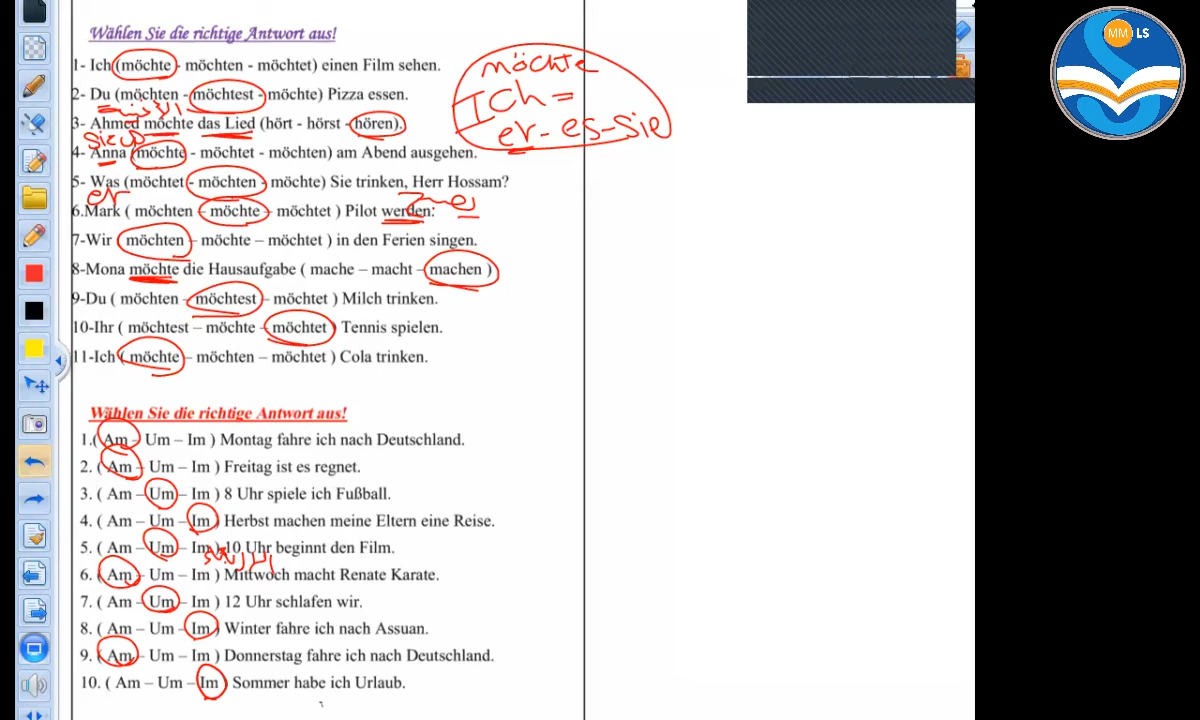 Wählen Sie die richtige Antwort aus!
1- Ich (möchte - möchten - möchtet) einen Film sehen.
2- Du (möchten - möchtest - möchte) Pizza essen.
3- Ahmed möchte das Lied (hört - hörst - hören).
4- Anna (möchte - möchtet - möchten) am Abend ausgehen.
5- Was (möchtet - möchten - möchte) Sie trinken, Herr Hossam?
er
6.Mark ( möchten – möchte – möchtet ) Pilot werden:
7-Wir ( möchten – möchte – möchtet ) in den Ferien singen.
8-Mona möchte die Hausaufgabe ( mache – macht – machen )
9-Du ( möchten – möchtest – möchtet ) Milch trinken.
10-Ihr ( möchtest – möchte – möchtet ) Tennis spielen.
11-Ich ( möchte – möchten – möchtet ) Cola trinken.
möchte
Ich =
er - es - sie
Wählen Sie die richtige Antwort aus!
1.( Am – Um – Im ) Montag fahre ich nach Deutschland.
2. ( Am – Um – Im ) Freitag ist es regnet.
3. ( Am – Um – Im ) 8 Uhr spiele ich Fußball.
4. ( Am – Um – Im ) Herbst machen meine Eltern eine Reise.
5. ( Am – Um – Im ) 10 Uhr beginnt den Film.
6. ( Am – Um – Im ) Mittwoch macht Renate Karate.
7. ( Am – Um – Im ) 12 Uhr schlafen wir.
8. ( Am – Um – Im ) Winter fahre ich nach Assuan.
9. ( Am – Um – Im ) Donnerstag fahre ich nach Deutschland.
10. ( Am – Um – Im ) Sommer habe ich Urlaub.
MM LS